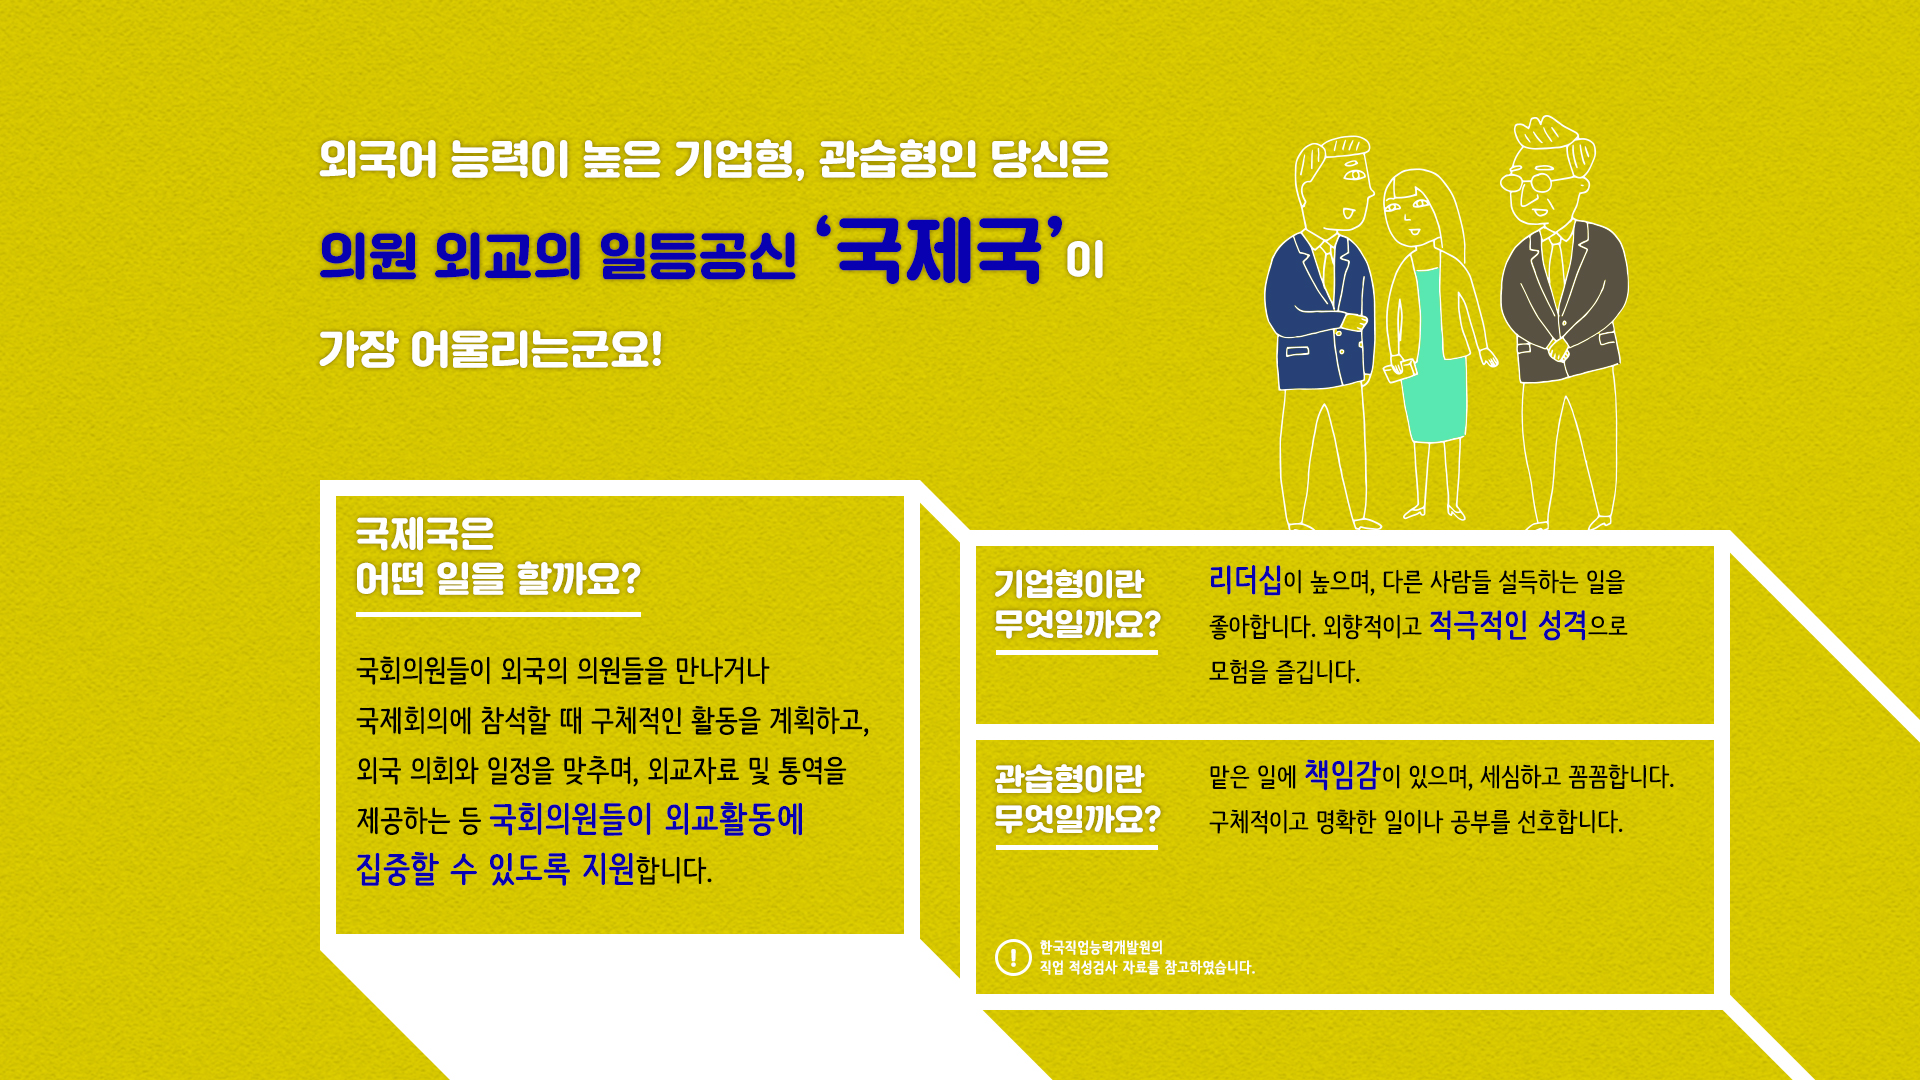 외국어 능력이 높은 기업형, 관습형인 당신은
의원 외교의 일등공신 ‘국제국’이
가장 어울리는군요!
국제국은
어떤 일을 할까요?
국회의원들이 외국의 의원들을 만나거나
국제회의에 참석할 때 구체적인 활동을 계획하고,
외국 의회와 일정을 맞추며, 외교자료 및 통역을
제공하는 등 국회의원들이 외교활동에
집중할 수 있도록 지원합니다.
기업형이란
무엇일까요?
리더십이 높으며, 다른 사람들 설득하는 일을
좋아합니다. 외향적이고 적극적인 성격으로
모험을 즐깁니다.
관습형이란
무엇일까요?
맡은 일에 책임감이 있으며, 세심하고 꼼꼼합니다.
구체적이고 명확한 일이나 공부를 선호합니다.
한국직업능력개발원의
직업 적성검사 자료를 참고하였습니다.